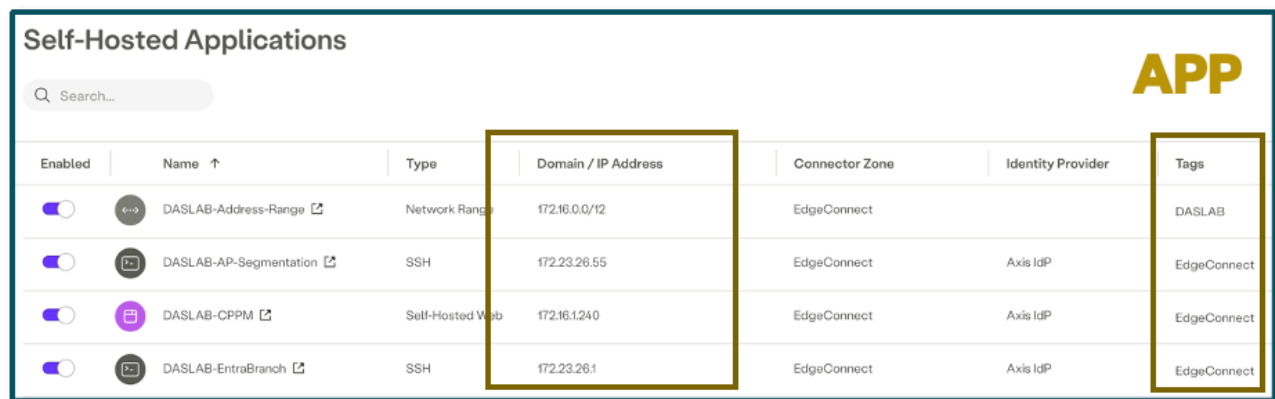 Self-Hosted Applications
APP
Search...
Enabled Name ↑ Type Domain / IP Address Connector Zone Identity Provider Tags
DASLAB-Address-Range Network Range 172.16.0.0/12 EdgeConnect DASLAB
DASLAB-AP-Segmentation SSH 172.23.26.55 EdgeConnect Axis IdP EdgeConnect
DASLAB-CPPM Self-Hosted Web 172.16.1.240 EdgeConnect Axis IdP EdgeConnect
DASLAB-EntraBranch SSH 172.23.26.1 EdgeConnect Axis IdP EdgeConnect